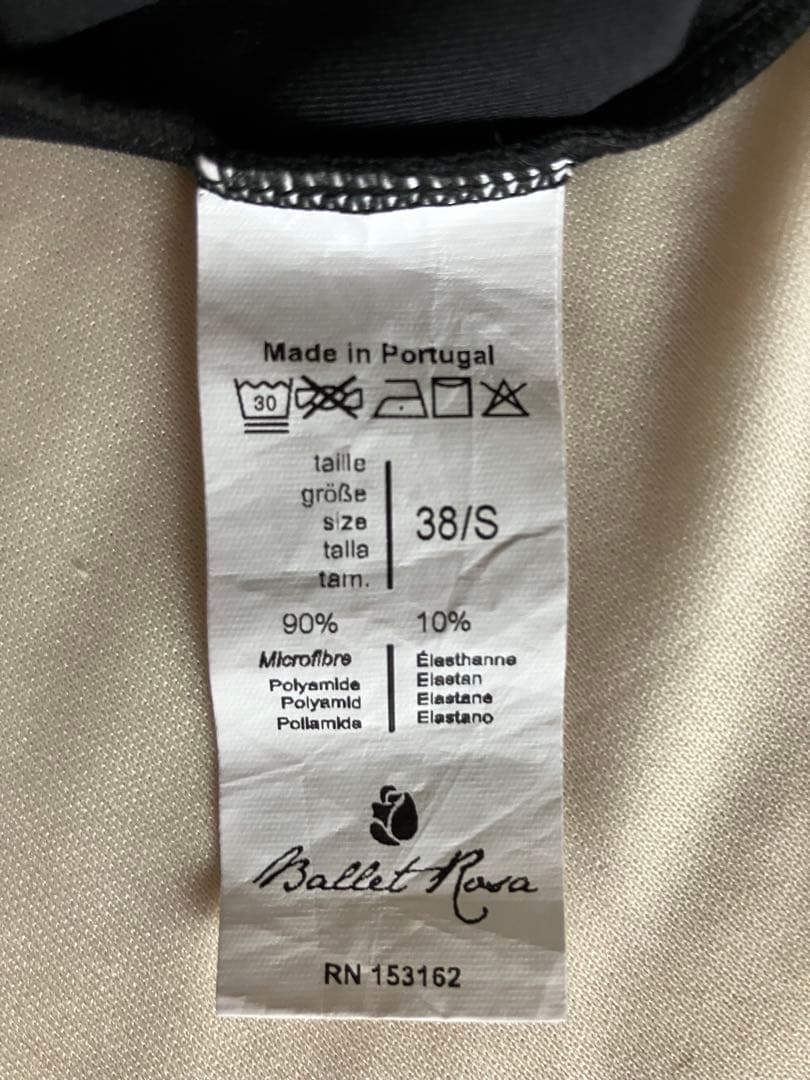 Made in Portugal
30
taille
größe
size
talla
tam.
38/S
90%
Microfibre
Polyamide
Polyamid
Poliamida
10%
Élasthanne
Elastan
Elastane
Elastano
Ballet Rosa
RN 153162